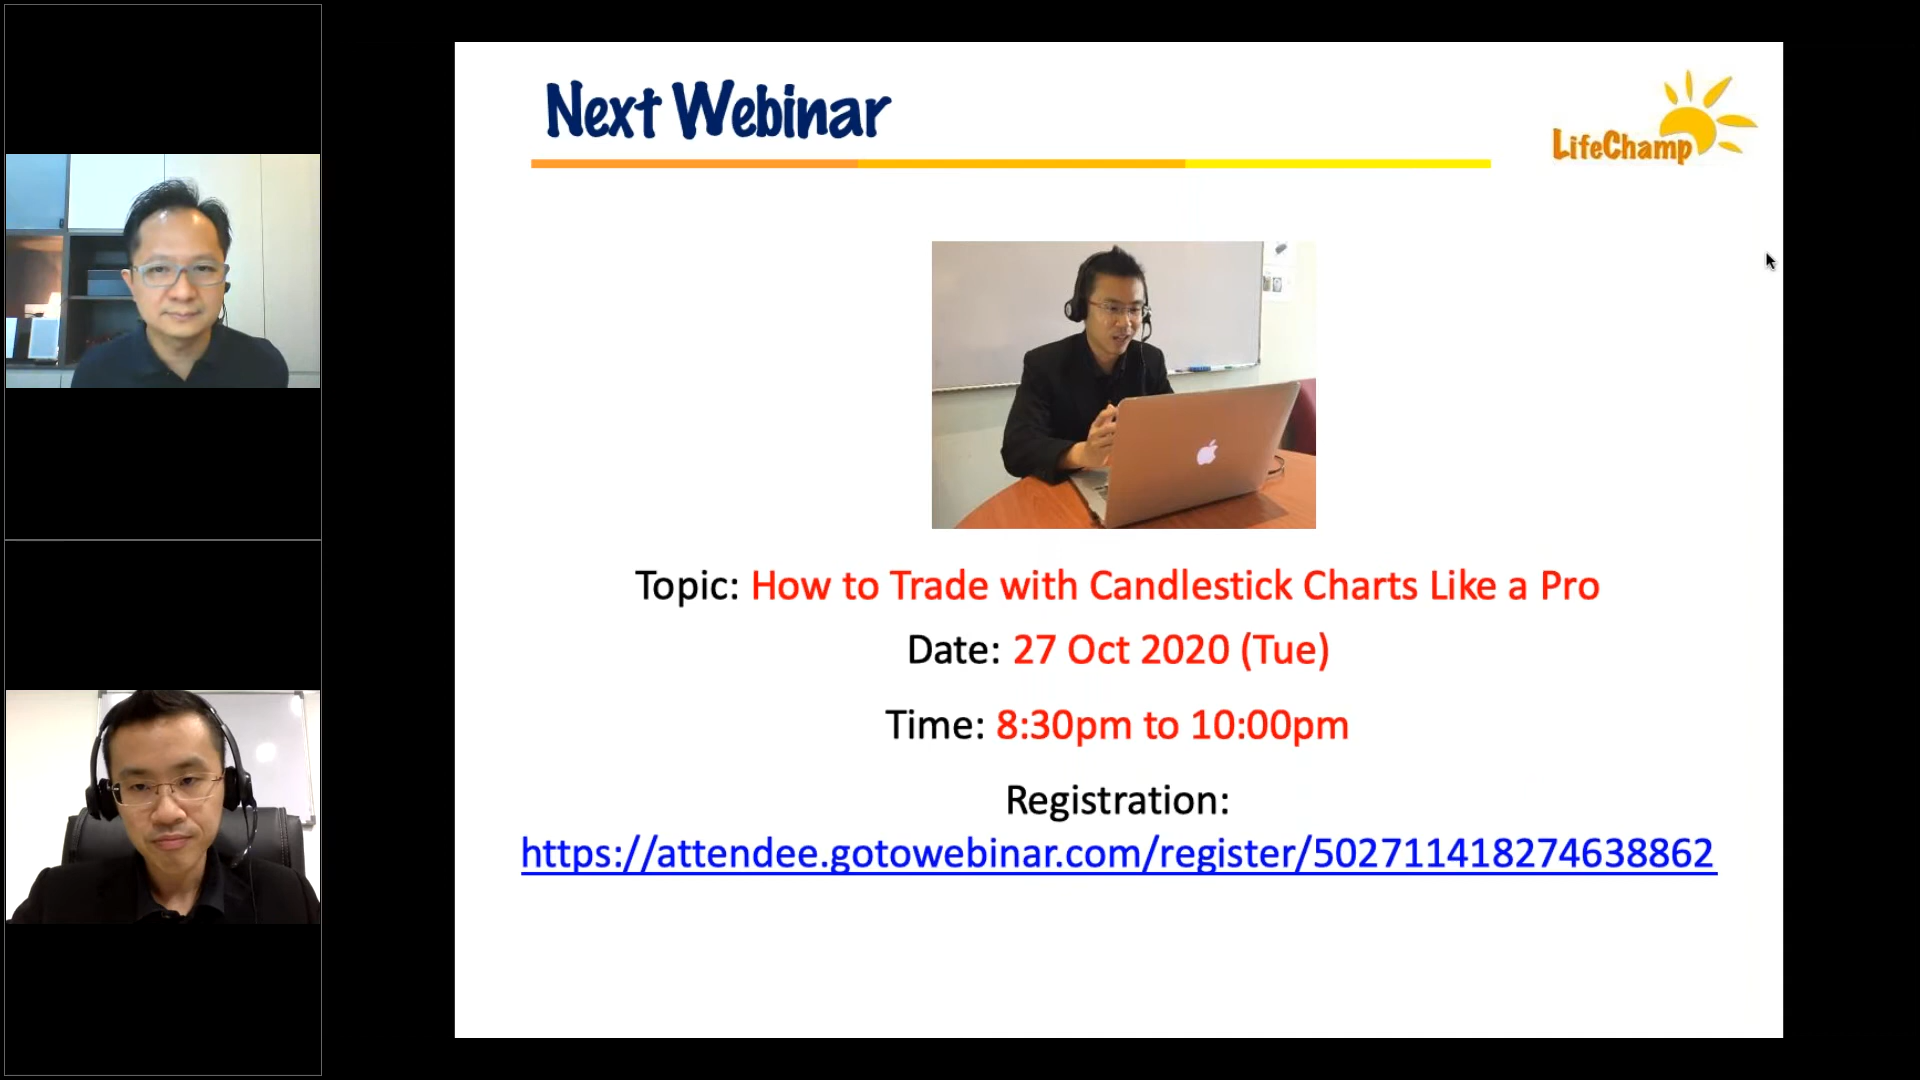 Next Webinar
LifeChamp
Topic: How to Trade with Candlestick Charts Like a Pro
Date: 27 Oct 2020 (Tue)
Time: 8:30pm to 10:00pm
Registration:
https://attendee.gotowebinar.com/register/502711418274638862